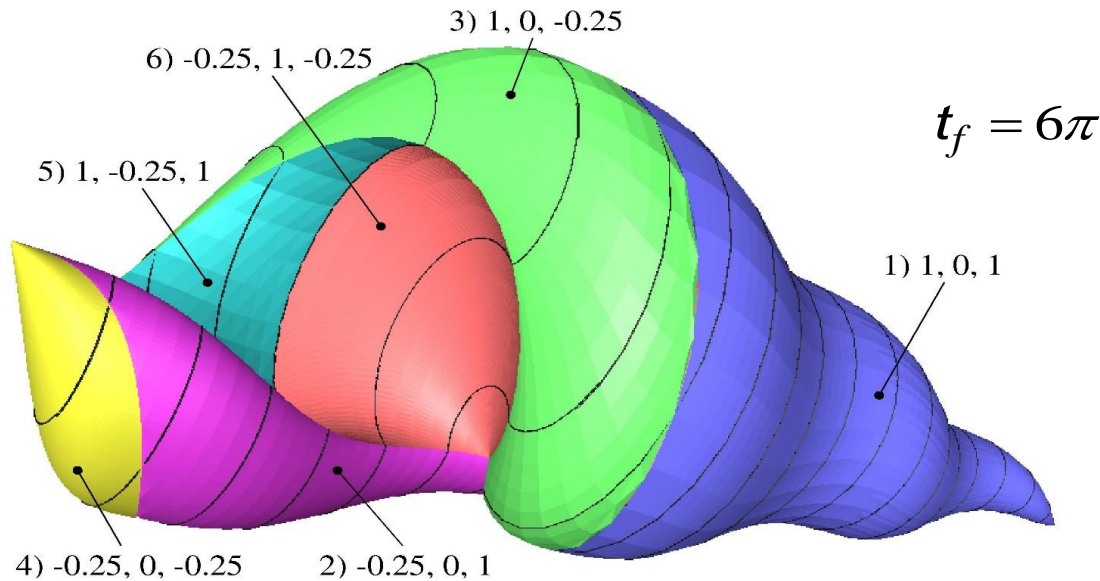 3) 1, 0, -0.25
6) -0.25, 1, -0.25
t_f = 6π
5) 1, -0.25, 1
1) 1, 0, 1
4) -0.25, 0, -0.25
2) -0.25, 0, 1